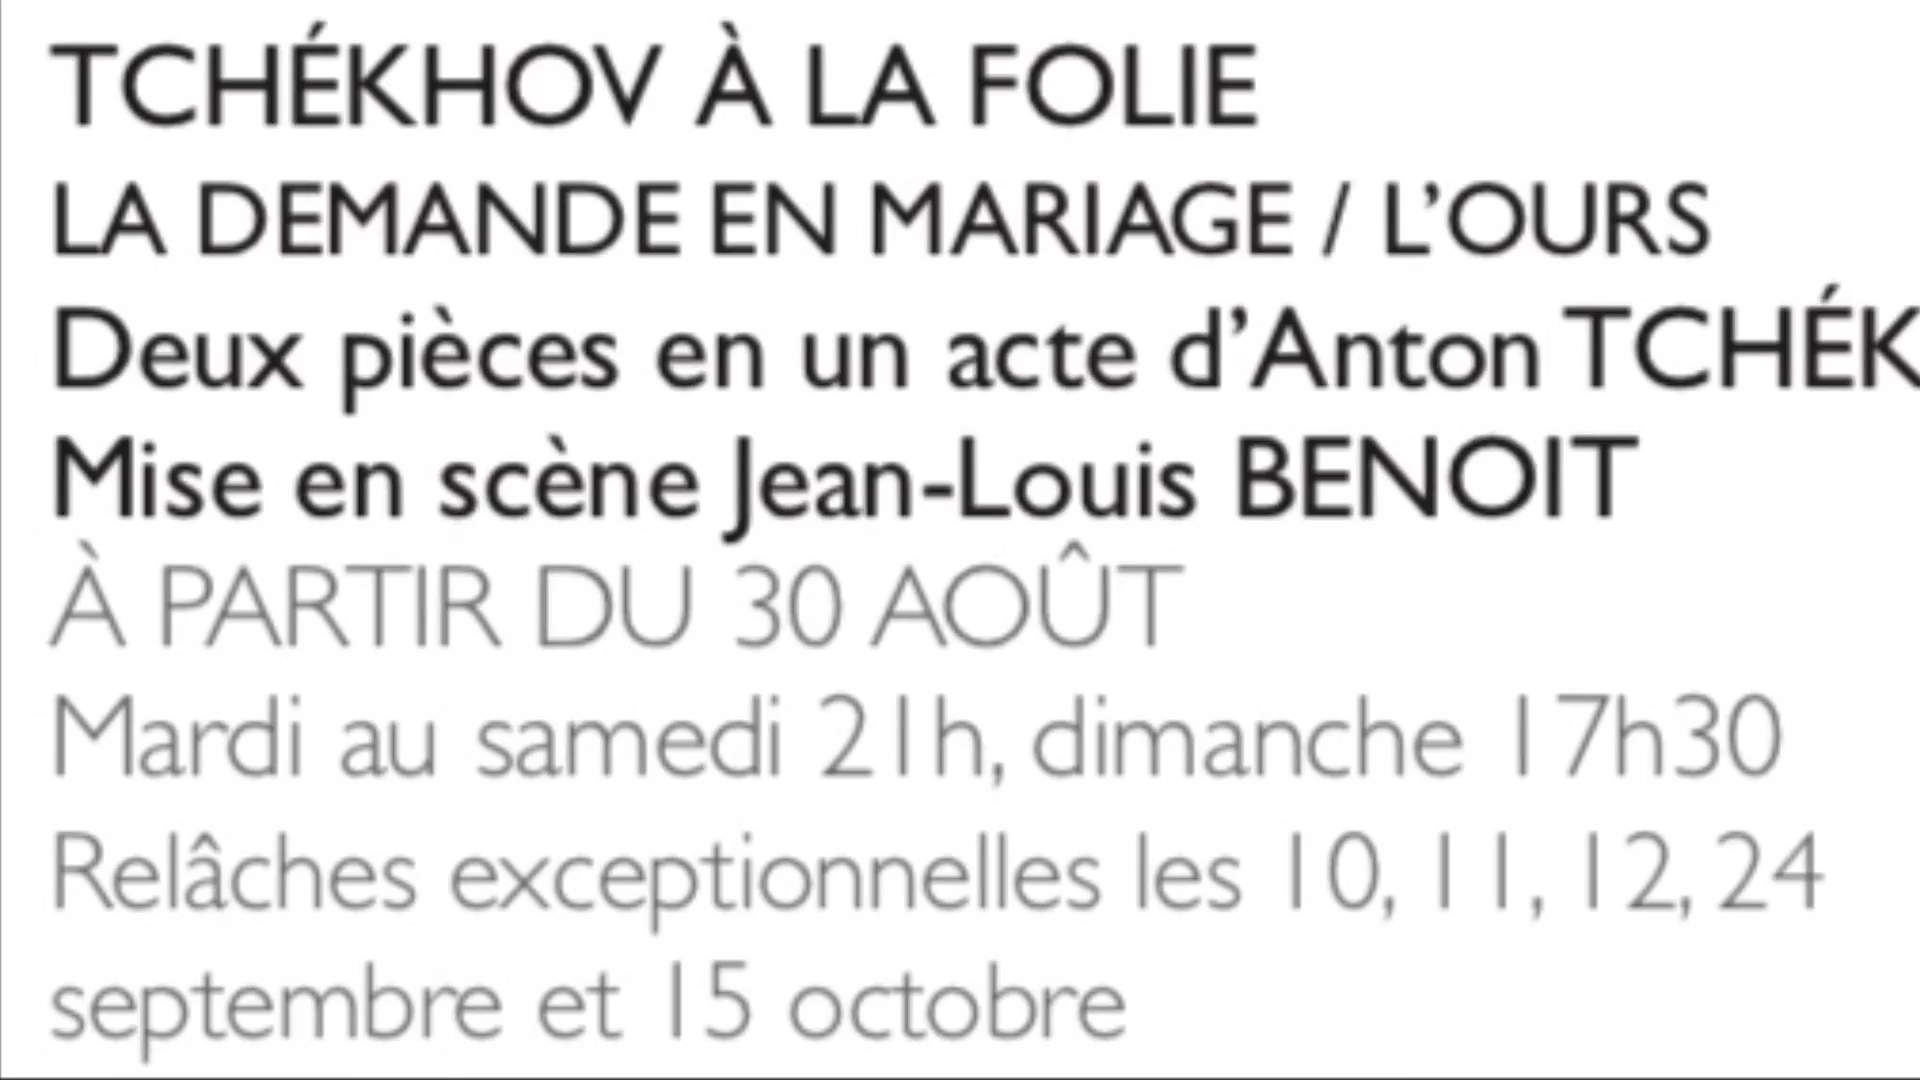 TCHÉKHOV À LA FOLIE
LA DEMANDE EN MARIAGE / L’OURS
Deux pièces en un acte d’Anton TCHÉK
Mise en scène Jean-Louis BENOIT
À PARTIR DU 30 AOÛT
Mardi au samedi 21h, dimanche 17h30
Relâches exceptionnelles les 10, 11, 12, 24
septembre et 15 octobre